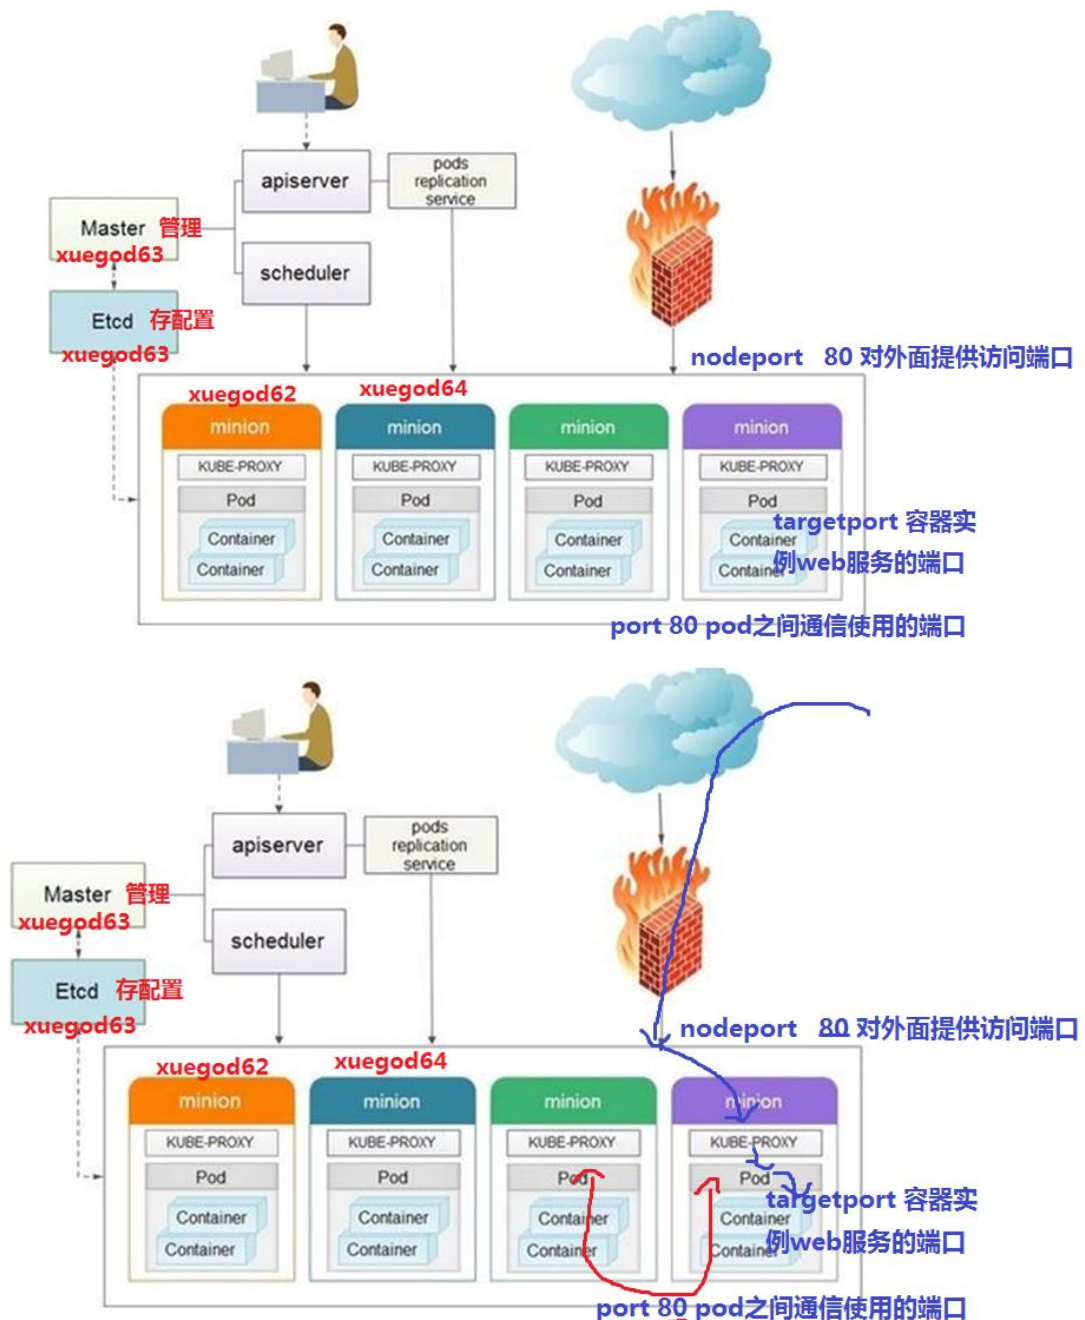 apiserver
pods
replication
service
Master 管理
xuegod63
scheduler
Etcd 存配置
xuegod63
nodeport 80 对外面提供访问端口
xuegod62
xuegod64
minion
minion
minion
minion
KUBE-PROXY
KUBE-PROXY
KUBE-PROXY
KUBE-PROXY
Pod
Pod
Pod
Pod
targetport 容器实
例web服务的端口
Container
Container
Container
Container
Container
Container
Container
Container
port 80 pod之间通信使用的端口
apiserver
pods
replication
service
Master 管理
xuegod63
scheduler
Etcd 存配置
xuegod63
nodeport 80 对外面提供访问端口
xuegod62
xuegod64
minion
minion
minion
minion
KUBE-PROXY
KUBE-PROXY
KUBE-PROXY
KUBE-PROXY
Pod
Pod
Pod
Pod
targetport 容器实
例web服务的端口
Container
Container
Container
Container
Container
Container
Container
Container
port 80 pod之间通信使用的端口